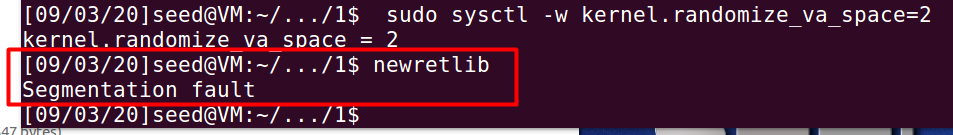 [09/03/20]seed@VM:~/.../1$  sudo sysctl -w kernel.randomize_va_space=2
kernel.randomize_va_space = 2
[09/03/20]seed@VM:~/.../1$ newretlib
Segmentation fault
[09/03/20]seed@VM:~/.../1$
47 bytes)